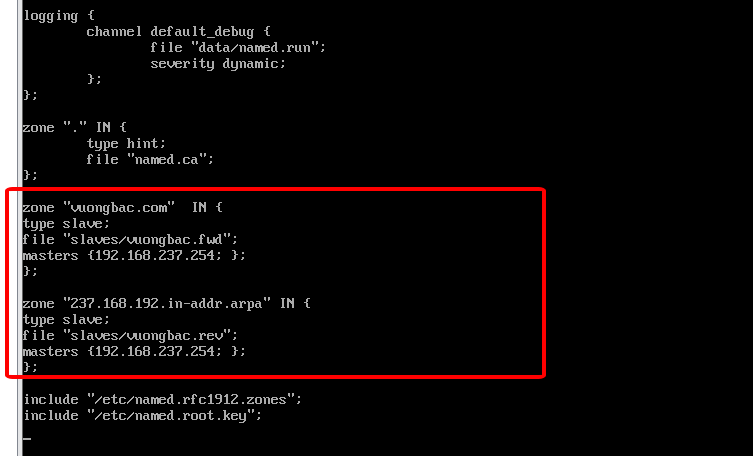 logging {
        channel default_debug {
                file "data/named.run";
                severity dynamic;
        };
};
zone "." IN {
        type hint;
        file "named.ca";
};
zone "vuongbac.com"  IN {
type slave;
file "slaves/vuongbac.fwd";
masters {192.168.237.254; };
};
zone "237.168.192.in-addr.arpa" IN {
type slave;
file "slaves/vuongbac.rev";
masters {192.168.237.254; };
};
include "/etc/named.rfc1912.zones";
include "/etc/named.root.key";